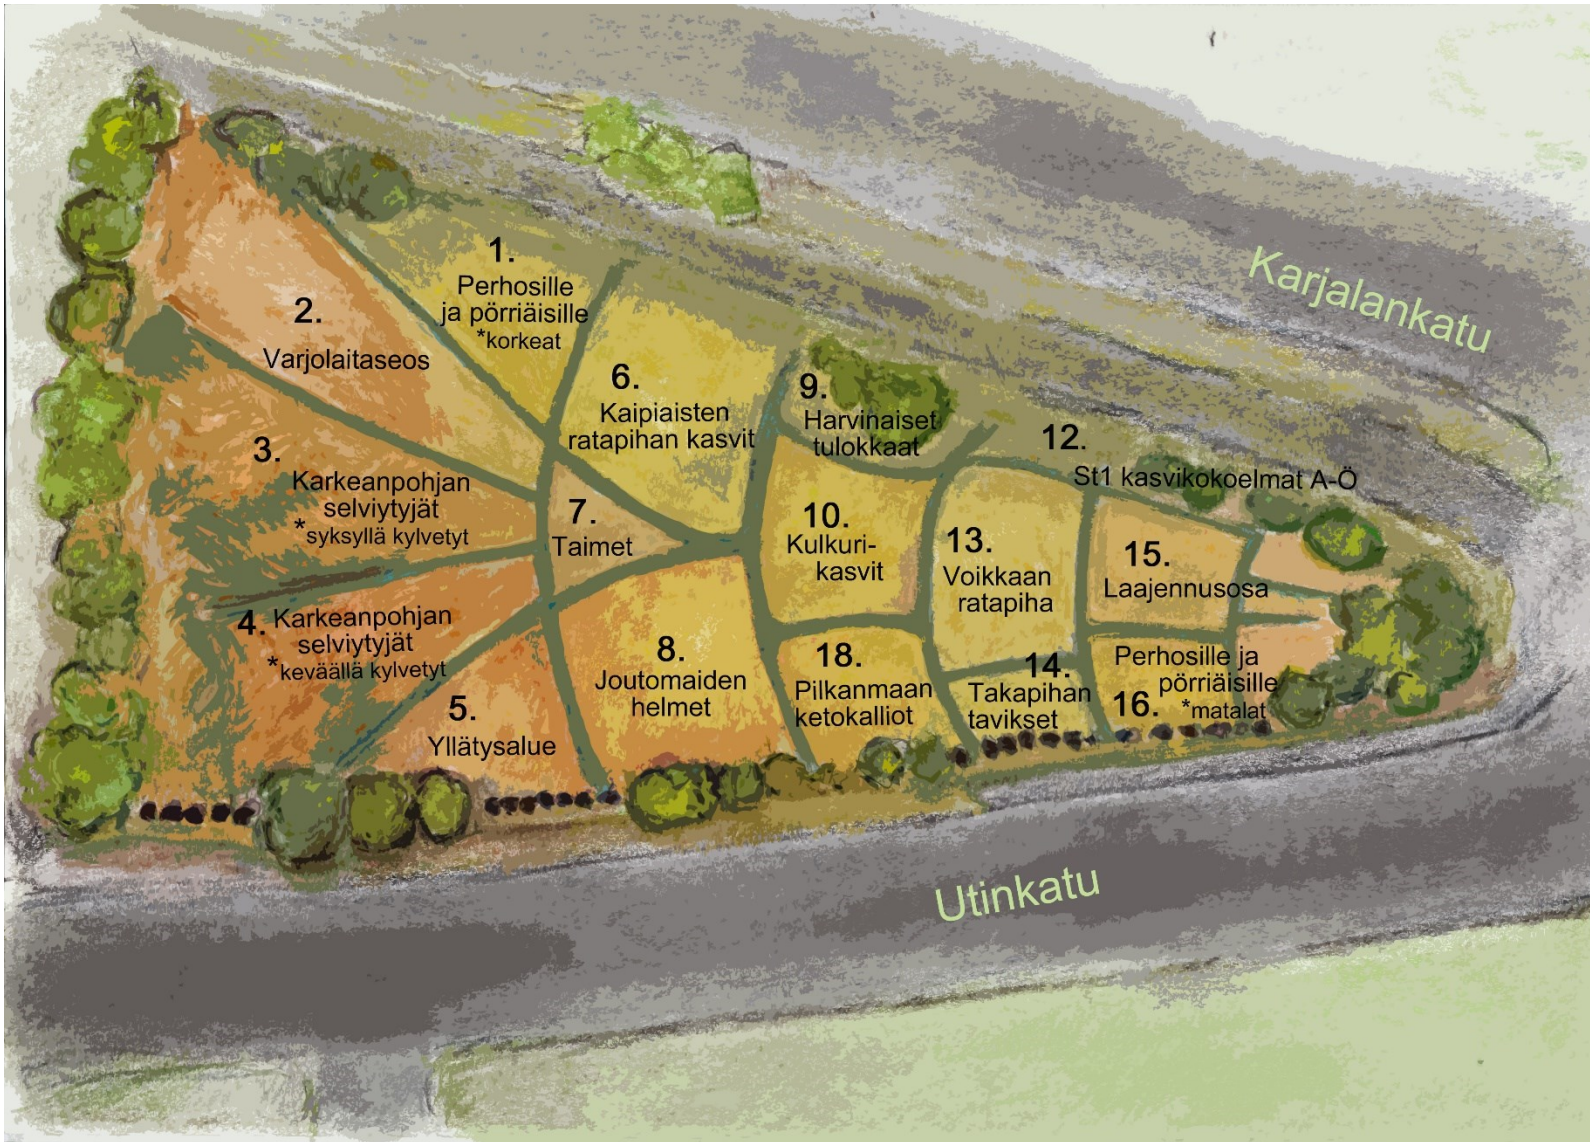 1.
Perhosille
ja pörriäisille
*korkeat
2.
Varjolaitaseos
3.
Karkeanpohjan
selviytyjät
*syksyllä kylvetyt
4. Karkeanpohjan
selviytyjät
*keväällä kylvetyt
5.
Yllätysalue
6.
Kaipiaisten
ratapihan kasvit
7.
Taimet
8.
Joutomaiden
helmet
9.
Harvinaiset
tulokkaat
10.
Kulkuri-
kasvit
12.
St1 kasvikokoelmat A-Ö
13.
Voikkaan
ratapiha
14.
Takapihan
tavikset
15.
Laajennusosa
Perhosille ja
pörriäisille
16. *matalat
18.
Pilkanmaan
ketokalliot
Karjalankatu
Utinkatu